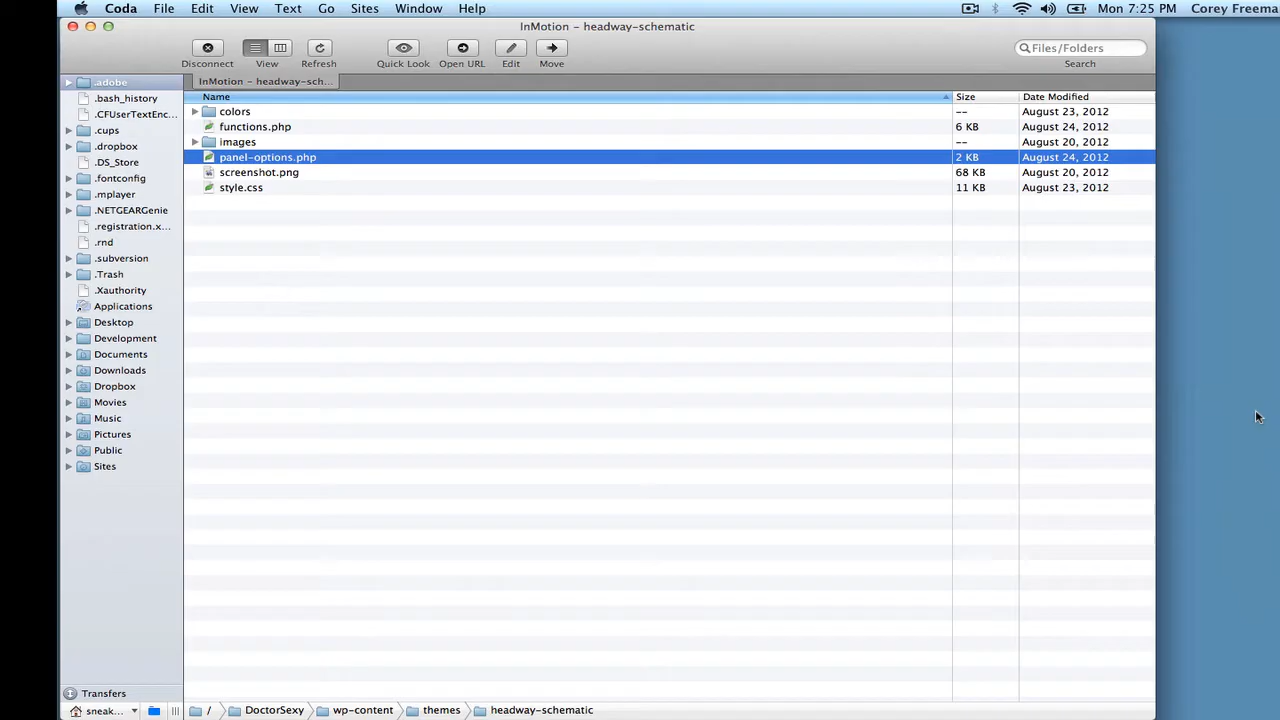 Coda File Edit View Text Go Sites Window Help Mon 7:25 PM Corey Freema
InMotion – headway-schematic
Disconnect View Refresh Quick Look Open URL Edit Move Files/Folders Search
InMotion – headway-sch...
.adobe
.bash_history
.CFUserTextEnc...
.cups
.dropbox
.DS_Store
.fontconfig
.mplayer
.NETGEARGenie
.registration.x...
.rnd
.subversion
.Trash
.Xauthority
Applications
Desktop
Development
Documents
Downloads
Dropbox
Movies
Music
Pictures
Public
Sites
Name Size Date Modified
colors -- August 23, 2012
functions.php 6 KB August 24, 2012
images -- August 20, 2012
panel-options.php 2 KB August 24, 2012
screenshot.png 68 KB August 20, 2012
style.css 11 KB August 23, 2012
Transfers
sneak... / DoctorSexy wp-content themes headway-schematic